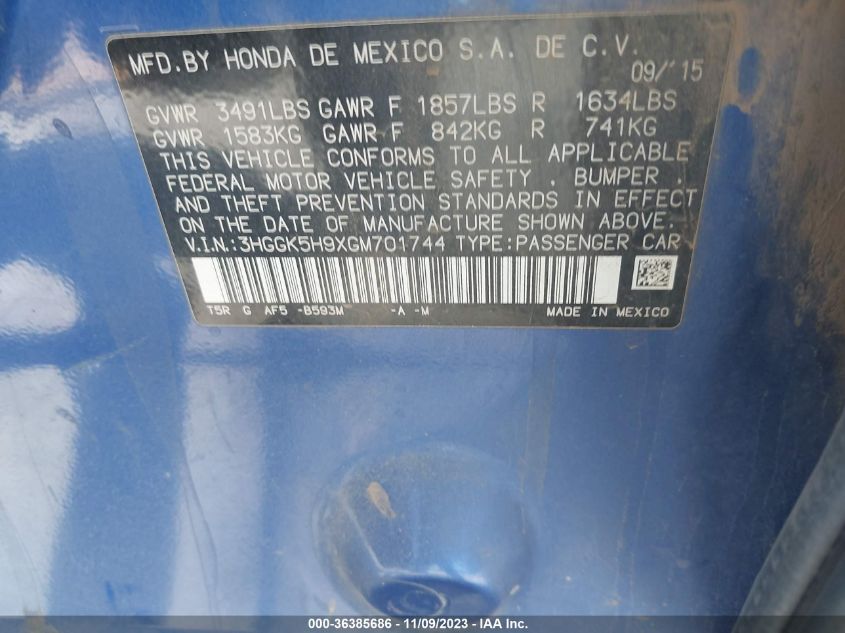 MFD.BY HONDA DE MEXICO S.A. DE C.V.
09/'15
GVWR 3491LBS GAWR F 1857LBS R 1634LBS
GVWR 1583KG GAWR F 842KG R 741KG
THIS VEHICLE CONFORMS TO ALL APPLICABLE
FEDERAL MOTOR VEHICLE SAFETY . BUMPER .
AND THEFT PREVENTION STANDARDS IN EFFECT
ON THE DATE OF MANUFACTURE SHOWN ABOVE.
V.I.N.:3HGGK5H9XGM701744 TYPE:PASSENGER CAR
T5R G AF5 -B593M -A -M MADE IN MEXICO
000-36385686 - 11/09/2023 - IAA Inc.